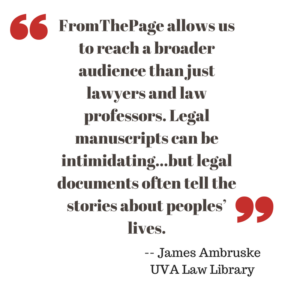 “
FromThePage allows us
to reach a broader
audience than just
lawyers and law
professors. Legal
manuscripts can be
intimidating...but legal
documents often tell the
stories about peoples’
lives.
”
-- James Ambruske
UVA Law Library